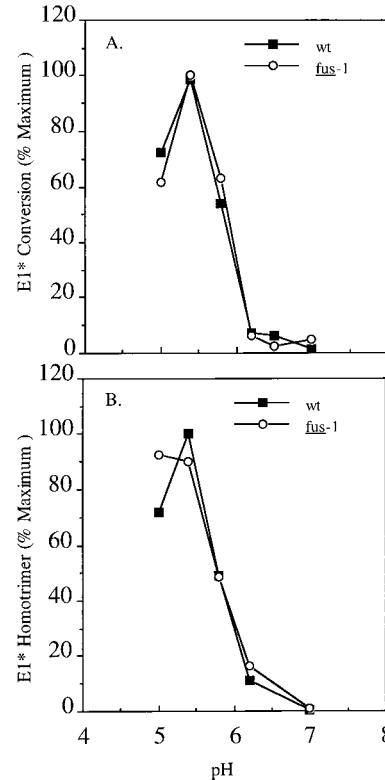 A.
wt
fus-1
120
100
80
60
40
20
0
E1* Conversion (% Maximum )
B.
wt
fus-1
120
100
80
60
40
20
0
E1* Homotrimer (% Maximum )
4 5 6 7 8
pH